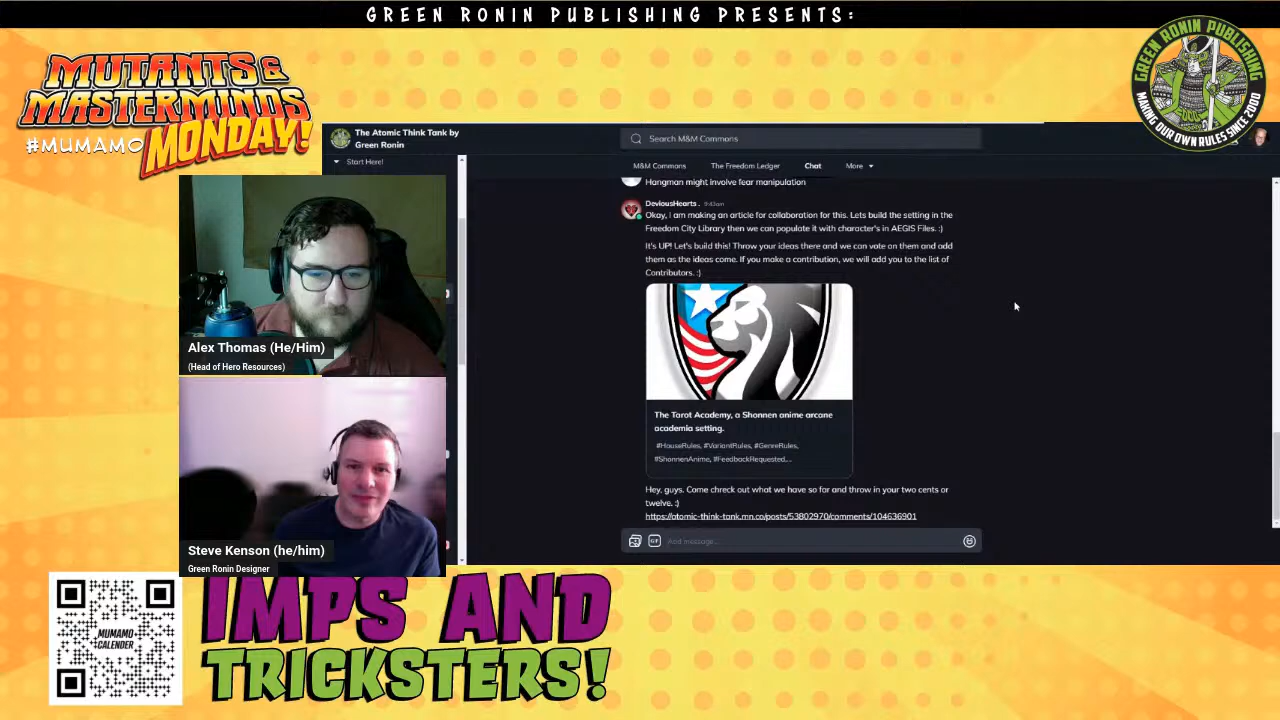 GREEN RONIN PUBLISHING PRESENTS:
MUTANTS &
MASTERMINDS
#MUMAMO
MONDAY!
GREEN RONIN PUBLISHING
MAKING OUR OWN RULES SINCE 2000
The Atomic Think Tank by
Green Ronin
Search M&M Commons
Start Here!
M&M Commons
The Freedom Ledger
Chat
More
Hangman might involve fear manipulation
DeviousHearts . 9:43am
Okay, I am making an article for collaboration for this. Lets build the setting in the
Freedom City Library then we can populate it with character's in AEGIS Files. :)
It's UP! Let's build this! Throw your ideas there and we can vote on them and add
them as the ideas come. If you make a contribution, we will add you to the list of
Contributors. :}
The Tarot Academy, a Shonnen anime arcane
academia setting.
#HouseRules, #VariantRules, #GenreRules,
#ShonnenAnime, #FeedbackRequested,...
Hey, guys. Come chreck out what we have so far and throw in your two cents or
twelve. :)
https://atomic-think-tank.mn.co/posts/53802970/comments/104636901
GIF
Add message...
Alex Thomas (He/Him)
(Head of Hero Resources)
Steve Kenson (he/him)
Green Ronin Designer
MUMAMO
CALENDER
IMPS AND
TRICKSTERS!